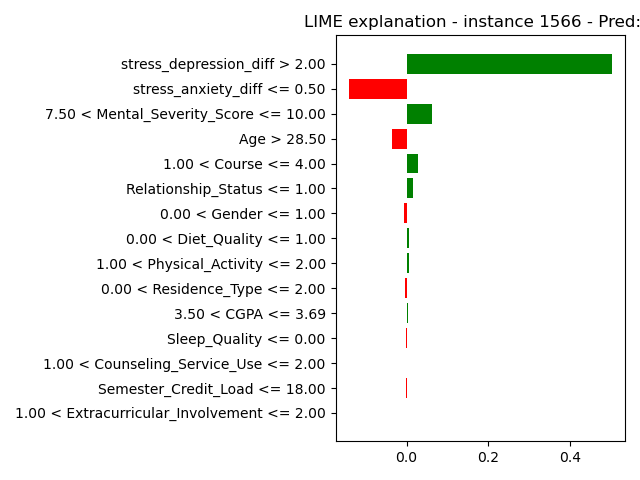 LIME explanation - instance 1566 - Pred:
stress_depression_diff > 2.00
stress_anxiety_diff <= 0.50
7.50 < Mental_Severity_Score <= 10.00
Age > 28.50
1.00 < Course <= 4.00
Relationship_Status <= 1.00
0.00 < Gender <= 1.00
0.00 < Diet_Quality <= 1.00
1.00 < Physical_Activity <= 2.00
0.00 < Residence_Type <= 2.00
3.50 < CGPA <= 3.69
Sleep_Quality <= 0.00
1.00 < Counseling_Service_Use <= 2.00
Semester_Credit_Load <= 18.00
1.00 < Extracurricular_Involvement <= 2.00
0.0 0.2 0.4